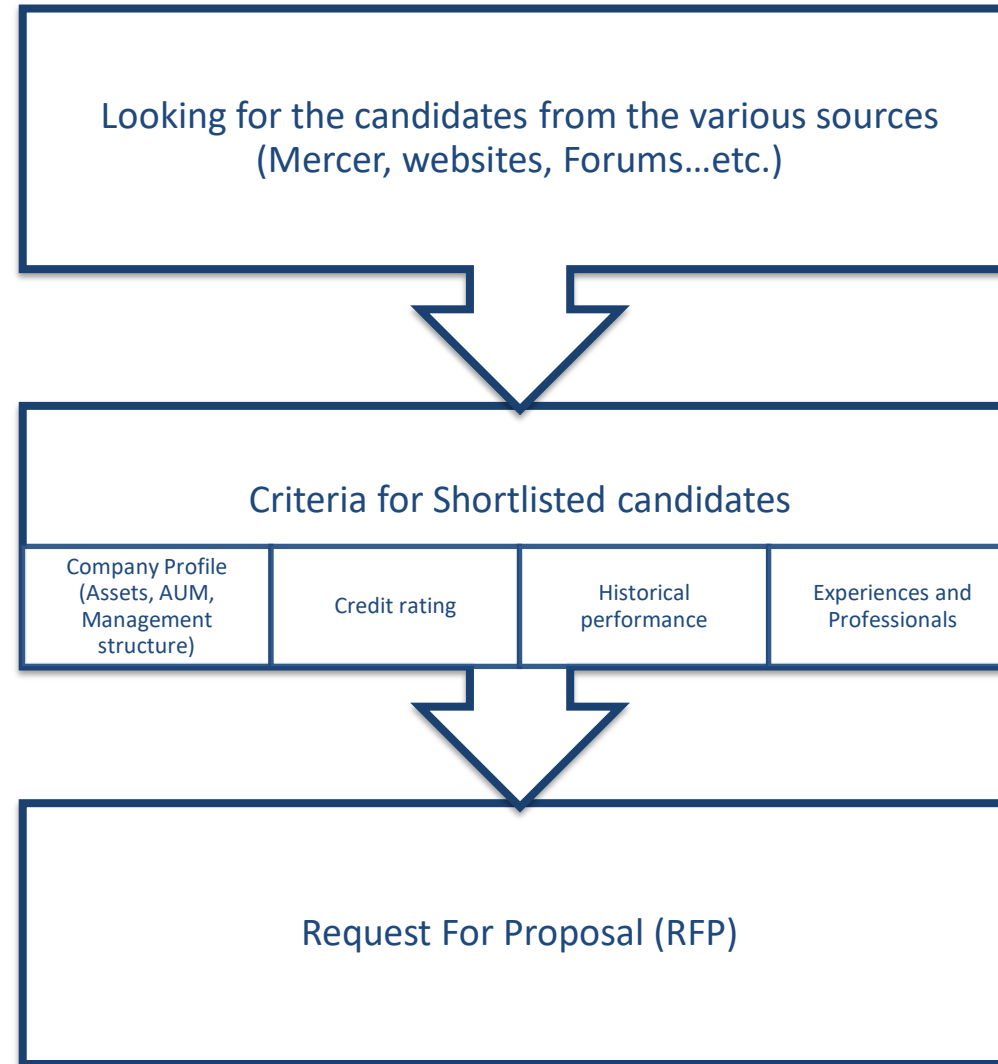 Looking for the candidates from the various sources
(Mercer, websites, Forums…etc.)
Criteria for Shortlisted candidates
Company Profile
(Assets, AUM,
Management
structure)
Credit rating
Historical
performance
Experiences and
Professionals
Request For Proposal (RFP)